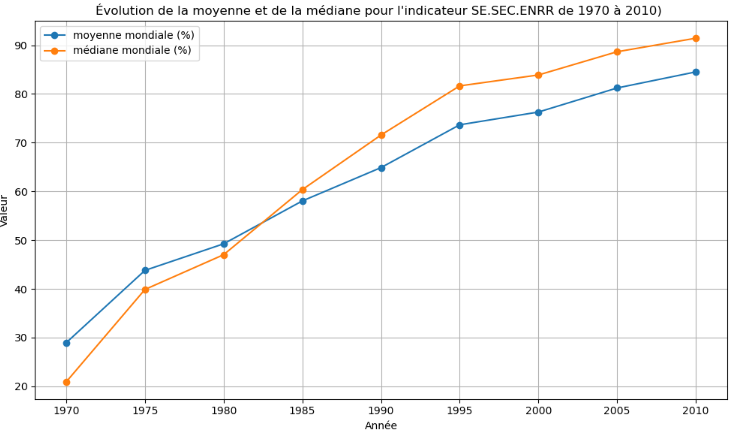 Évolution de la moyenne et de la médiane pour l'indicateur SE.SEC.ENRR de 1970 à 2010)
moyenne mondiale (%)
médiane mondiale (%)
90
80
70
60
50
40
30
20
Valeur
1970 1975 1980 1985 1990 1995 2000 2005 2010
Année